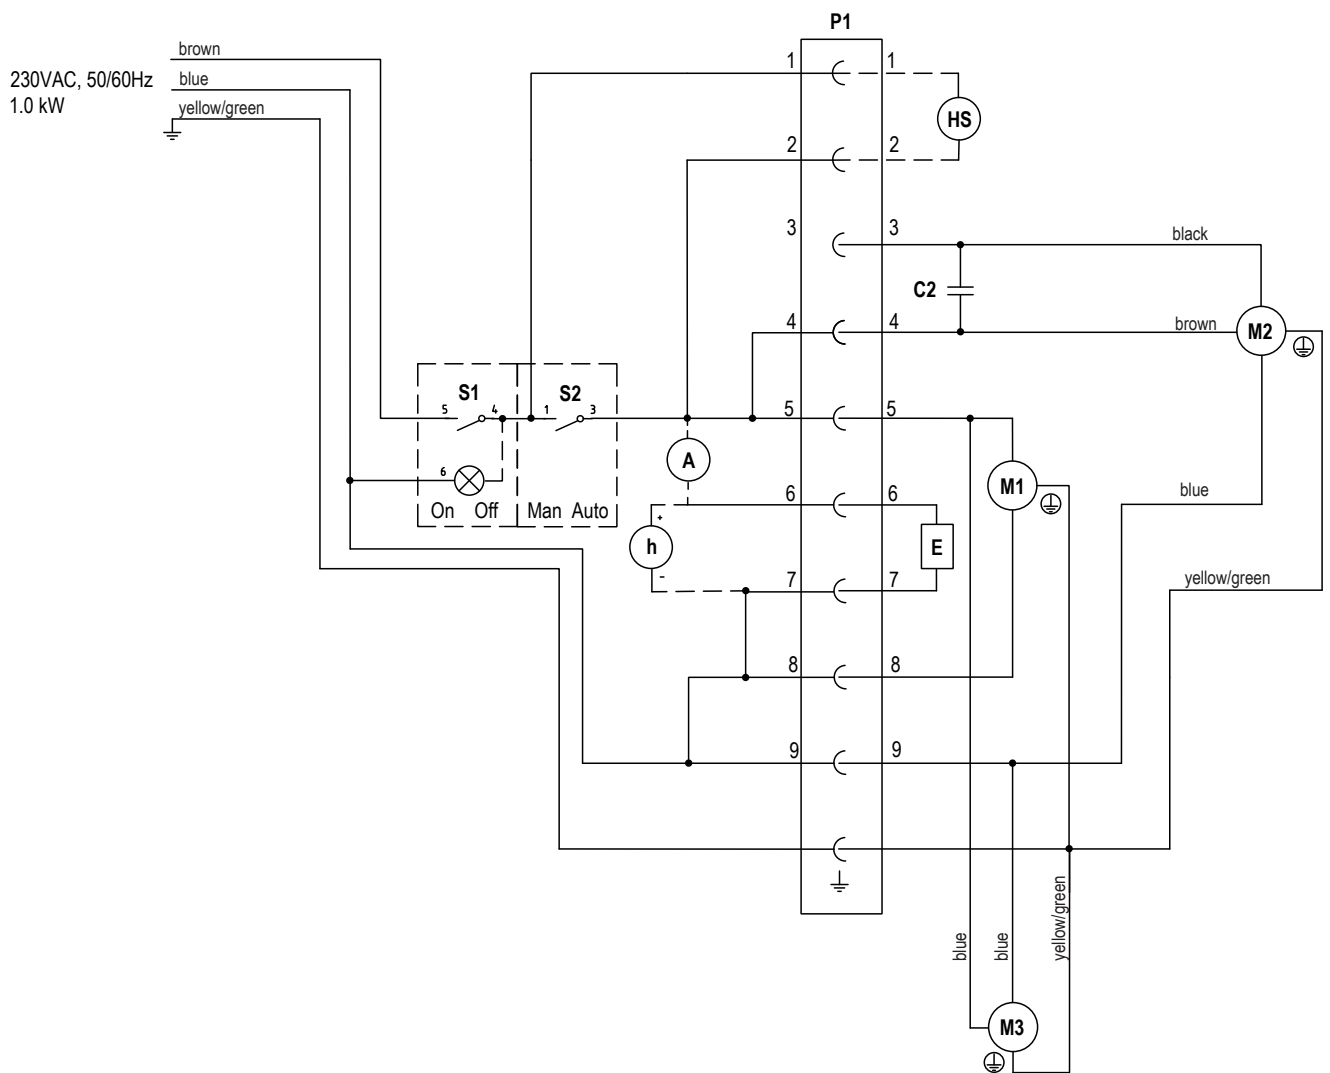 P1
brown
230VAC, 50/60Hz
blue
1.0 kW
yellow/green
1 1
HS
2 2
3 3
black
C2
4 4
brown
M2
S1 S2
5 4 1 3
5 5
A
6
6 6
M1
On Off Man Auto
blue
+
h
E
-
7 7
yellow/green
8 8
9 9
blue
blue
yellow/green
M3